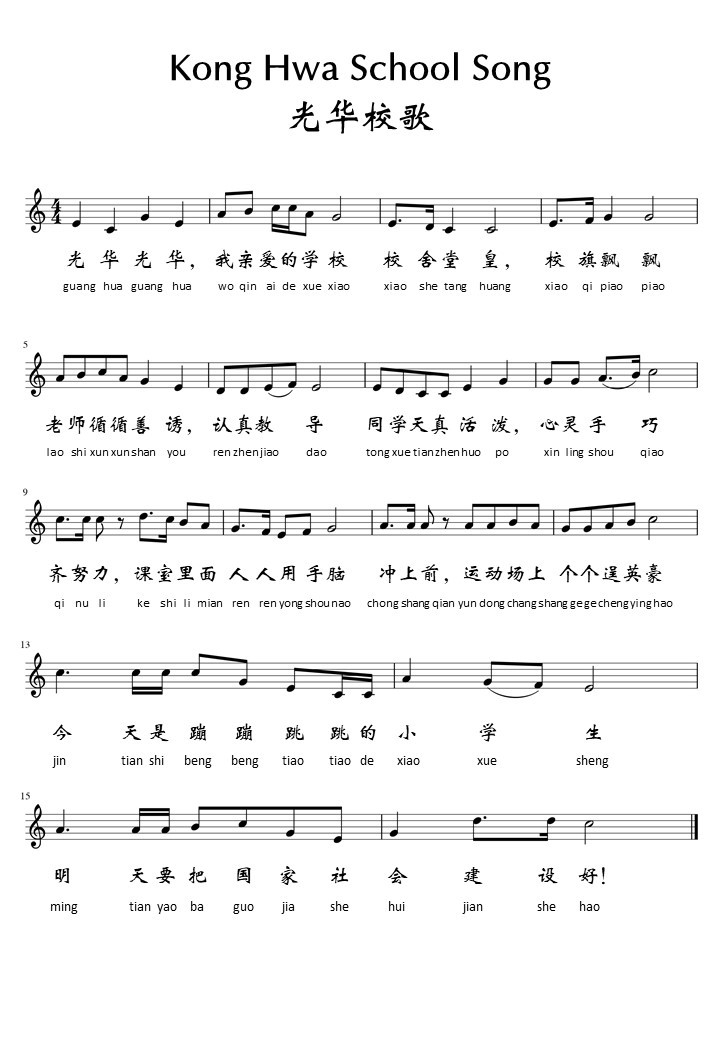 Kong Hwa School Song
光华校歌
光 华 光 华, 我亲爱的学校 校 舍 堂 皇, 校 旗飘 飘
guang hua guang hua wo qin ai de xue xiao xiao she tang huang xiao qi piao piao
5
老师循循善 诱, 认真教 导 同学天真活 泼, 心灵手 巧
lao shi xun xun shan you ren zhen jiao dao tong xue tian zhen huo po xin ling shou qiao
9
齐努力, 课室里面 人人用手脑 冲上前, 运动场上 个个逞英豪
qi nu li ke shi li mian ren ren yong shou nao chong shang qian yun dong chang shang ge ge cheng ying hao
13
今 天是 蹦 蹦 跳 跳的 小 学 生
jin tian shi beng beng tiao tiao de xiao xue sheng
15
明 天要 把 国 家 社 会 建 设 好!
ming tian yao ba guo jia she hui jian she hao